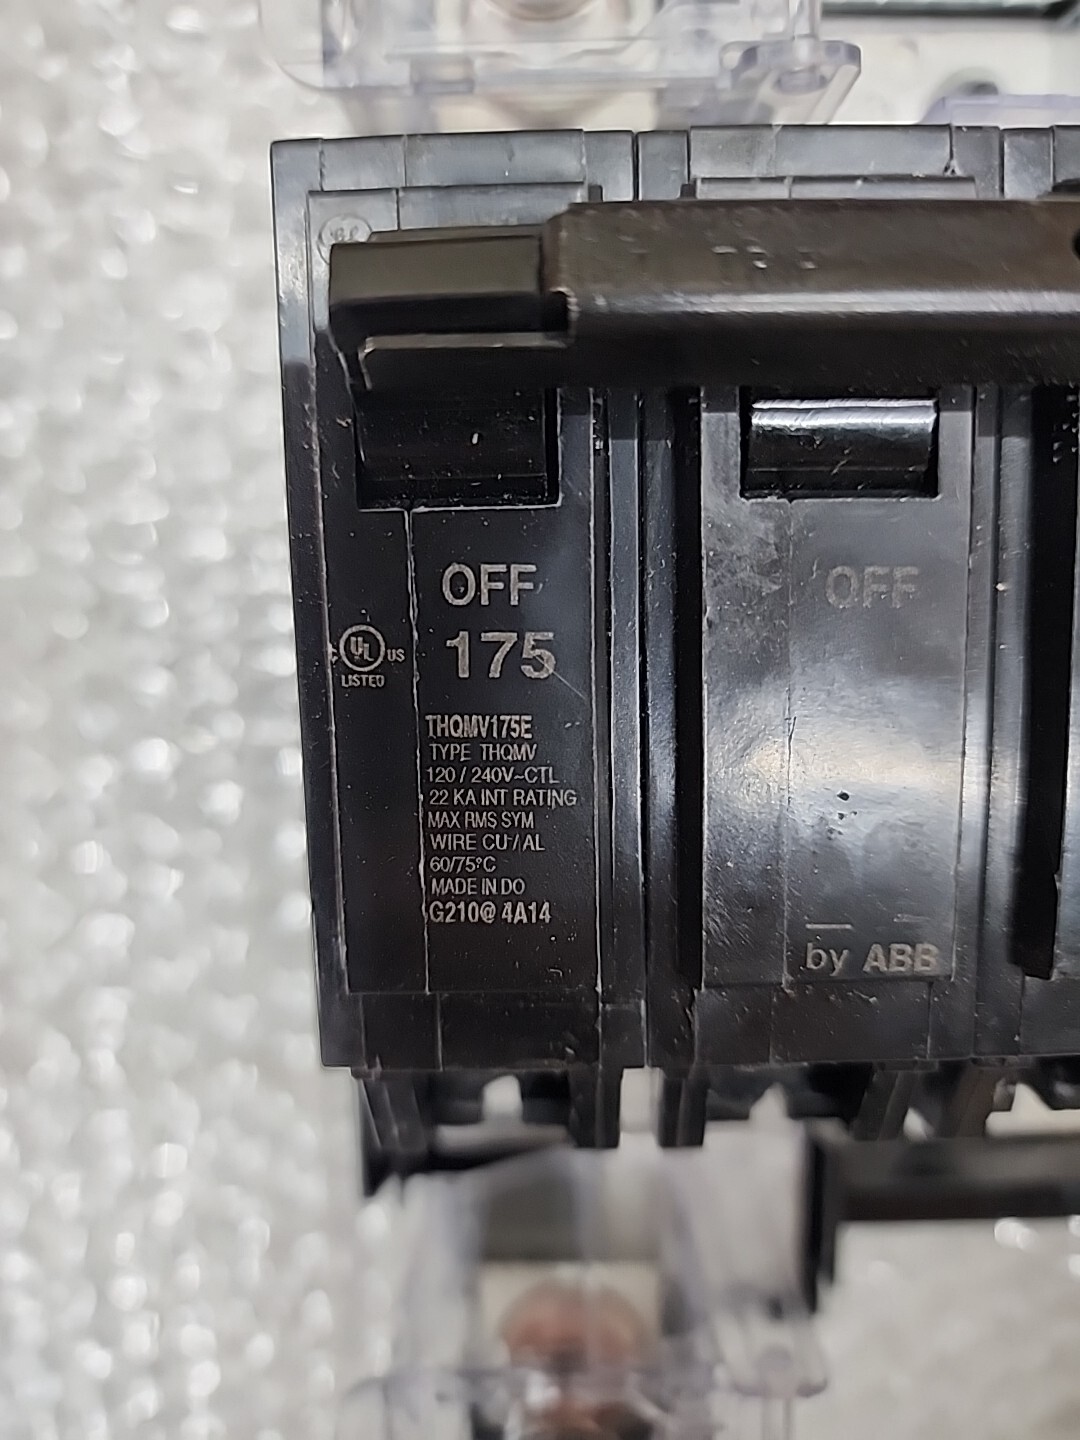 OFF
175
UL US
LISTED
THQMV175E
TYPE THQMV
120 / 240V~CTL
22 KA INT RATING
MAX RMS SYM
WIRE CU / AL
60/75°C
MADE IN DO
G210@ 4A14
OFF
by ABB